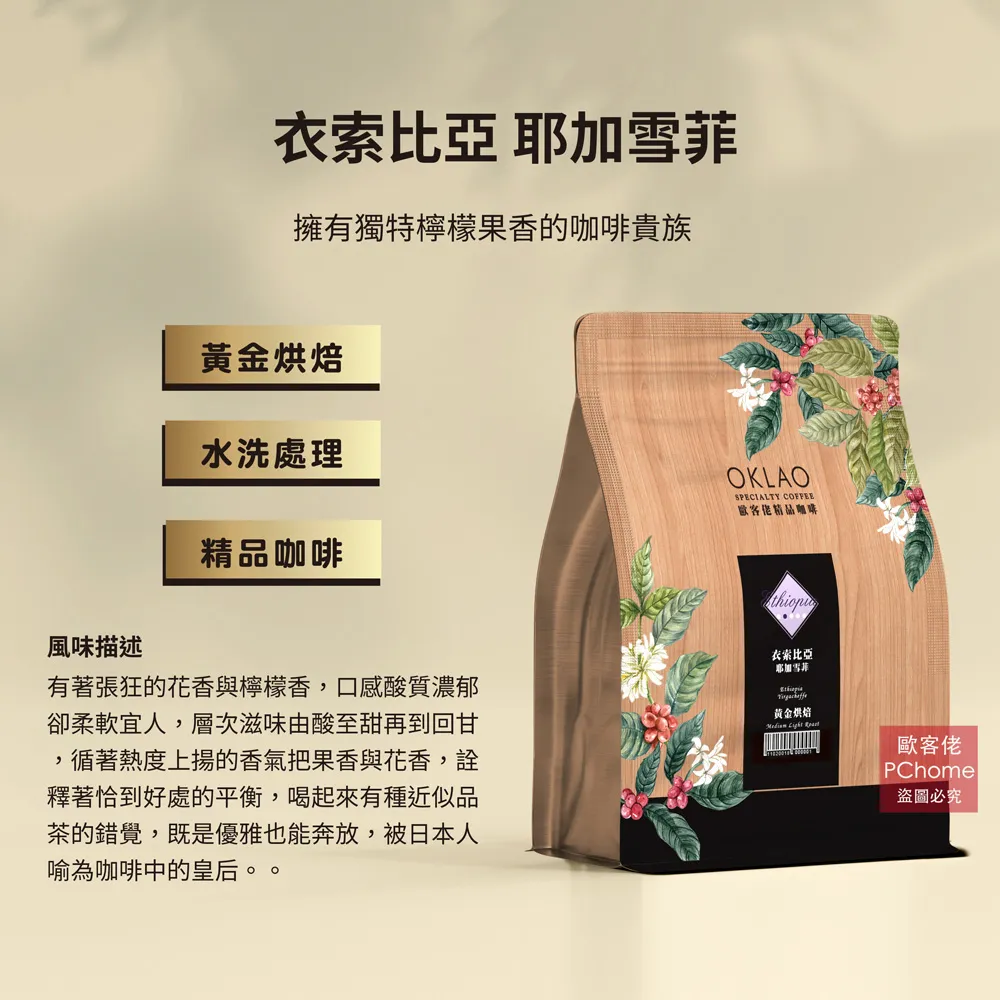 衣索比亞 耶加雪菲
擁有獨特檸檬果香的咖啡貴族
黃金烘焙
水洗處理
精品咖啡
風味描述
有著張狂的花香與檸檬香，口感酸質濃郁
卻柔軟宜人，層次滋味由酸至甜再到回甘
，循著熱度上揚的香氣把果香與花香，詮
釋著恰到好處的平衡，喝起來有種近似品
茶的錯覺，既是優雅也能奔放，被日本人
喻為咖啡中的皇后。。
OKLAO
SPECIALTY COFFEE
歐客佬精品咖啡
Ethiopia
衣索比亞
耶加雪菲
Ethiopia
Yirgacheffe
黃金烘焙
Medium Light Roast
歐客佬
PChome
盜圖必究